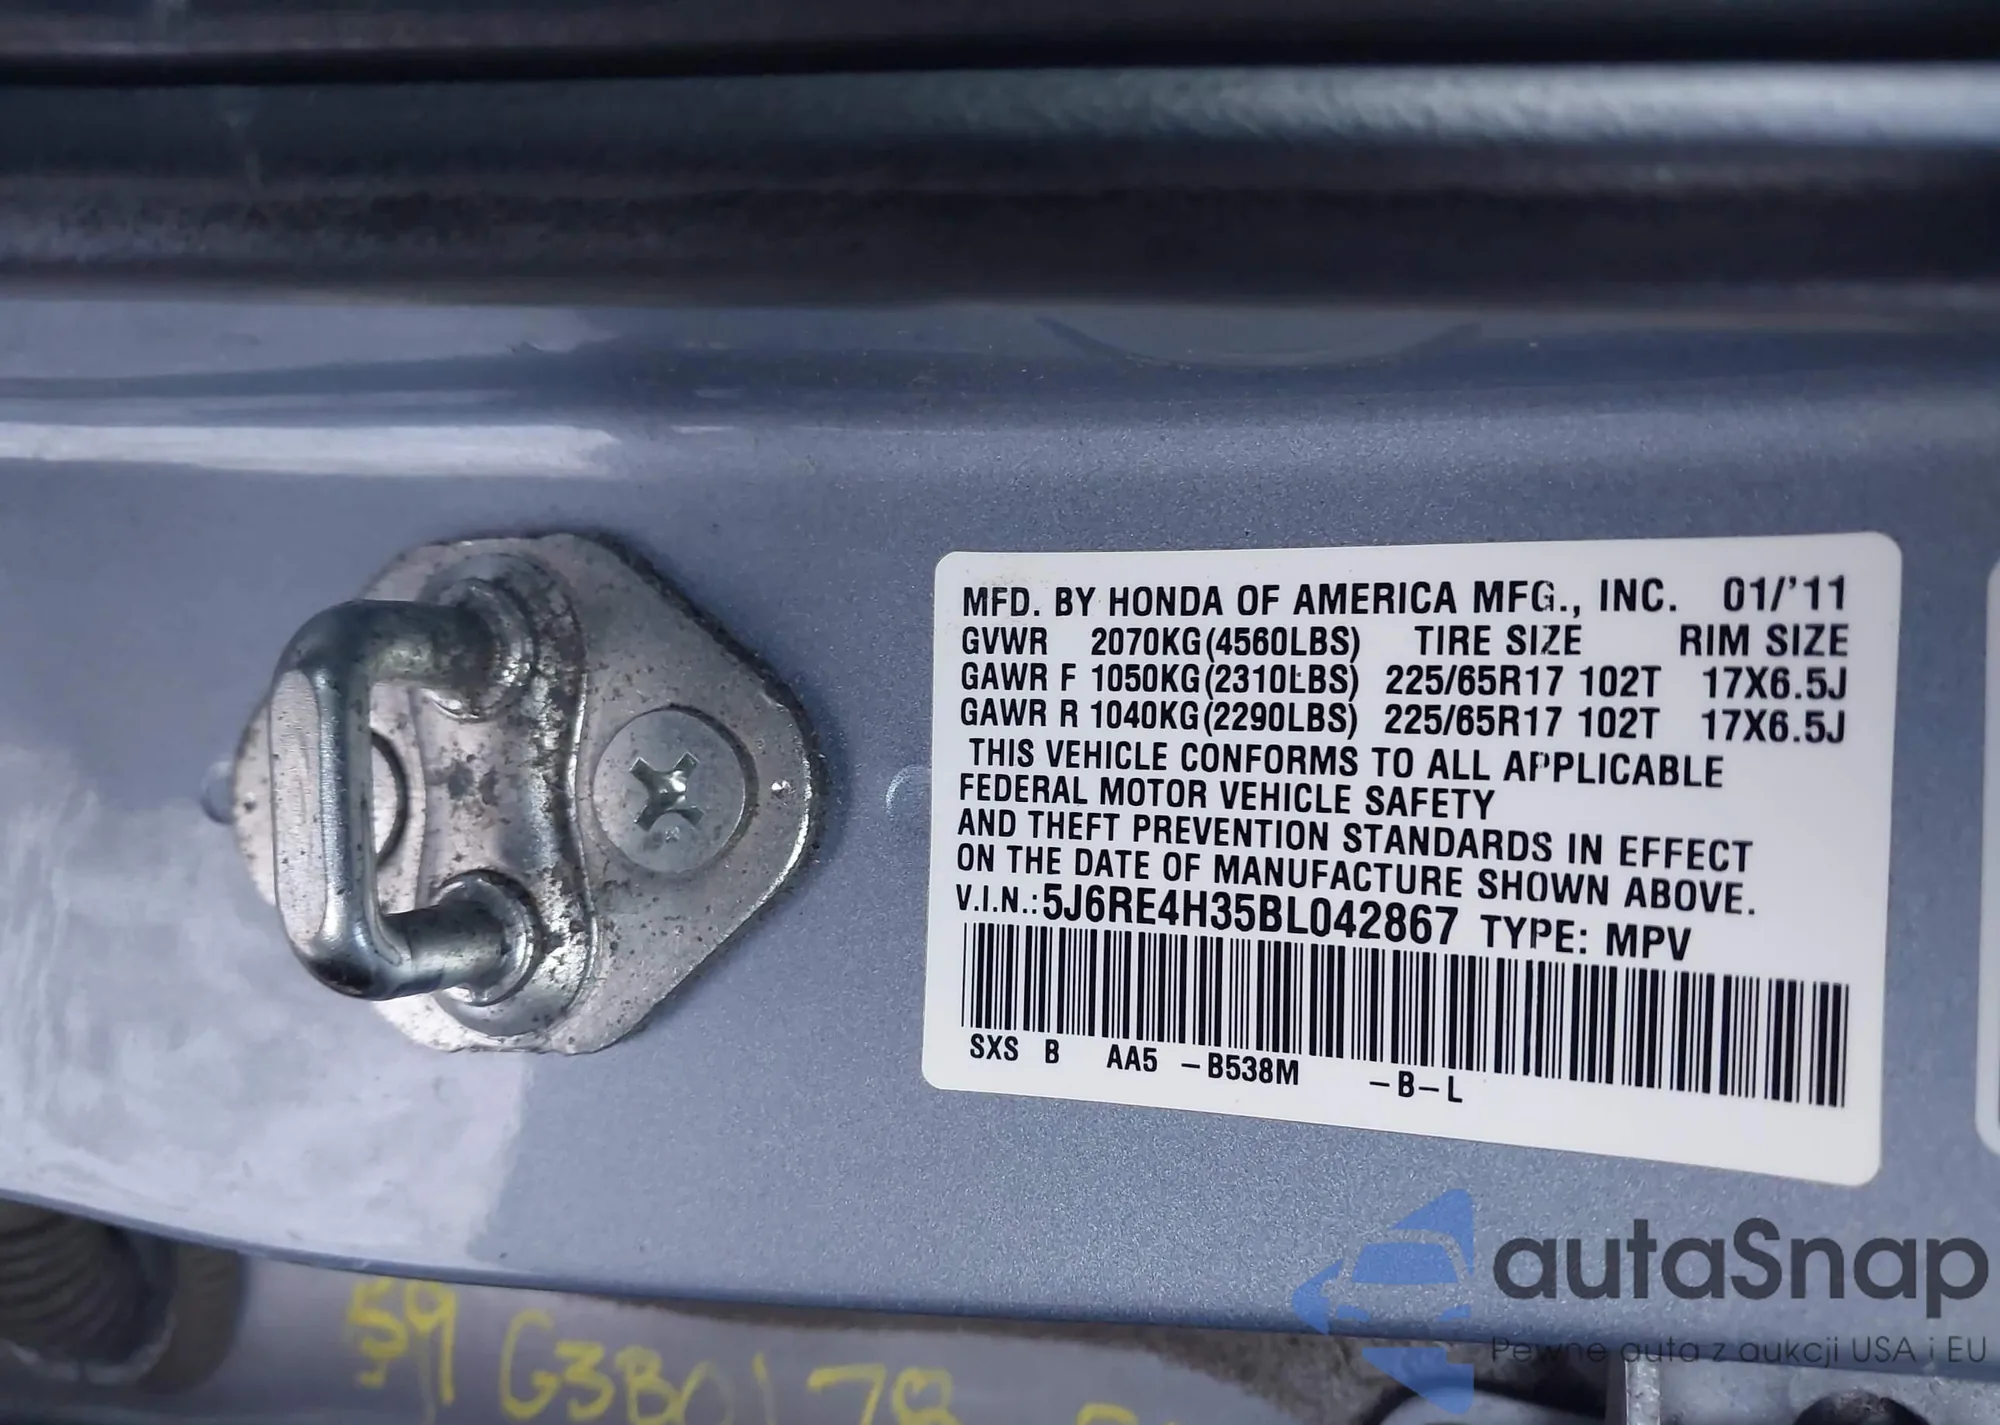 MFD. BY HONDA OF AMERICA MFG., INC. 01/'11
GVWR 2070KG(4560LBS) TIRE SIZE RIM SIZE
GAWR F 1050KG(2310LBS) 225/65R17 102T 17X6.5J
GAWR R 1040KG(2290LBS) 225/65R17 102T 17X6.5J
THIS VEHICLE CONFORMS TO ALL APPLICABLE
FEDERAL MOTOR VEHICLE SAFETY
AND THEFT PREVENTION STANDARDS IN EFFECT
ON THE DATE OF MANUFACTURE SHOWN ABOVE.
V.I.N.:5J6RE4H35BL042867 TYPE: MPV
SXS B AA5 -B538M -B-L
autaSnap
Pewne auta z aukcji USA i EU
59 G3B0178